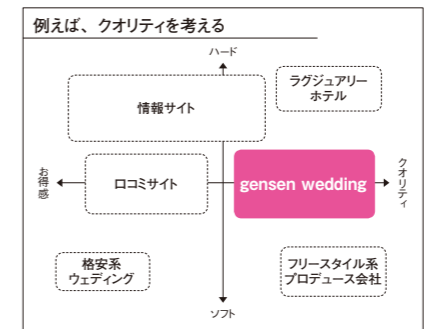 例えば、クオリティを考える
ハード
ラグジュアリー
ホテル
情報サイト
お得感
口コミサイト
gensen wedding
クオリティ
格安系
ウェディング
フリースタイル系
プロデュース会社
ソフト